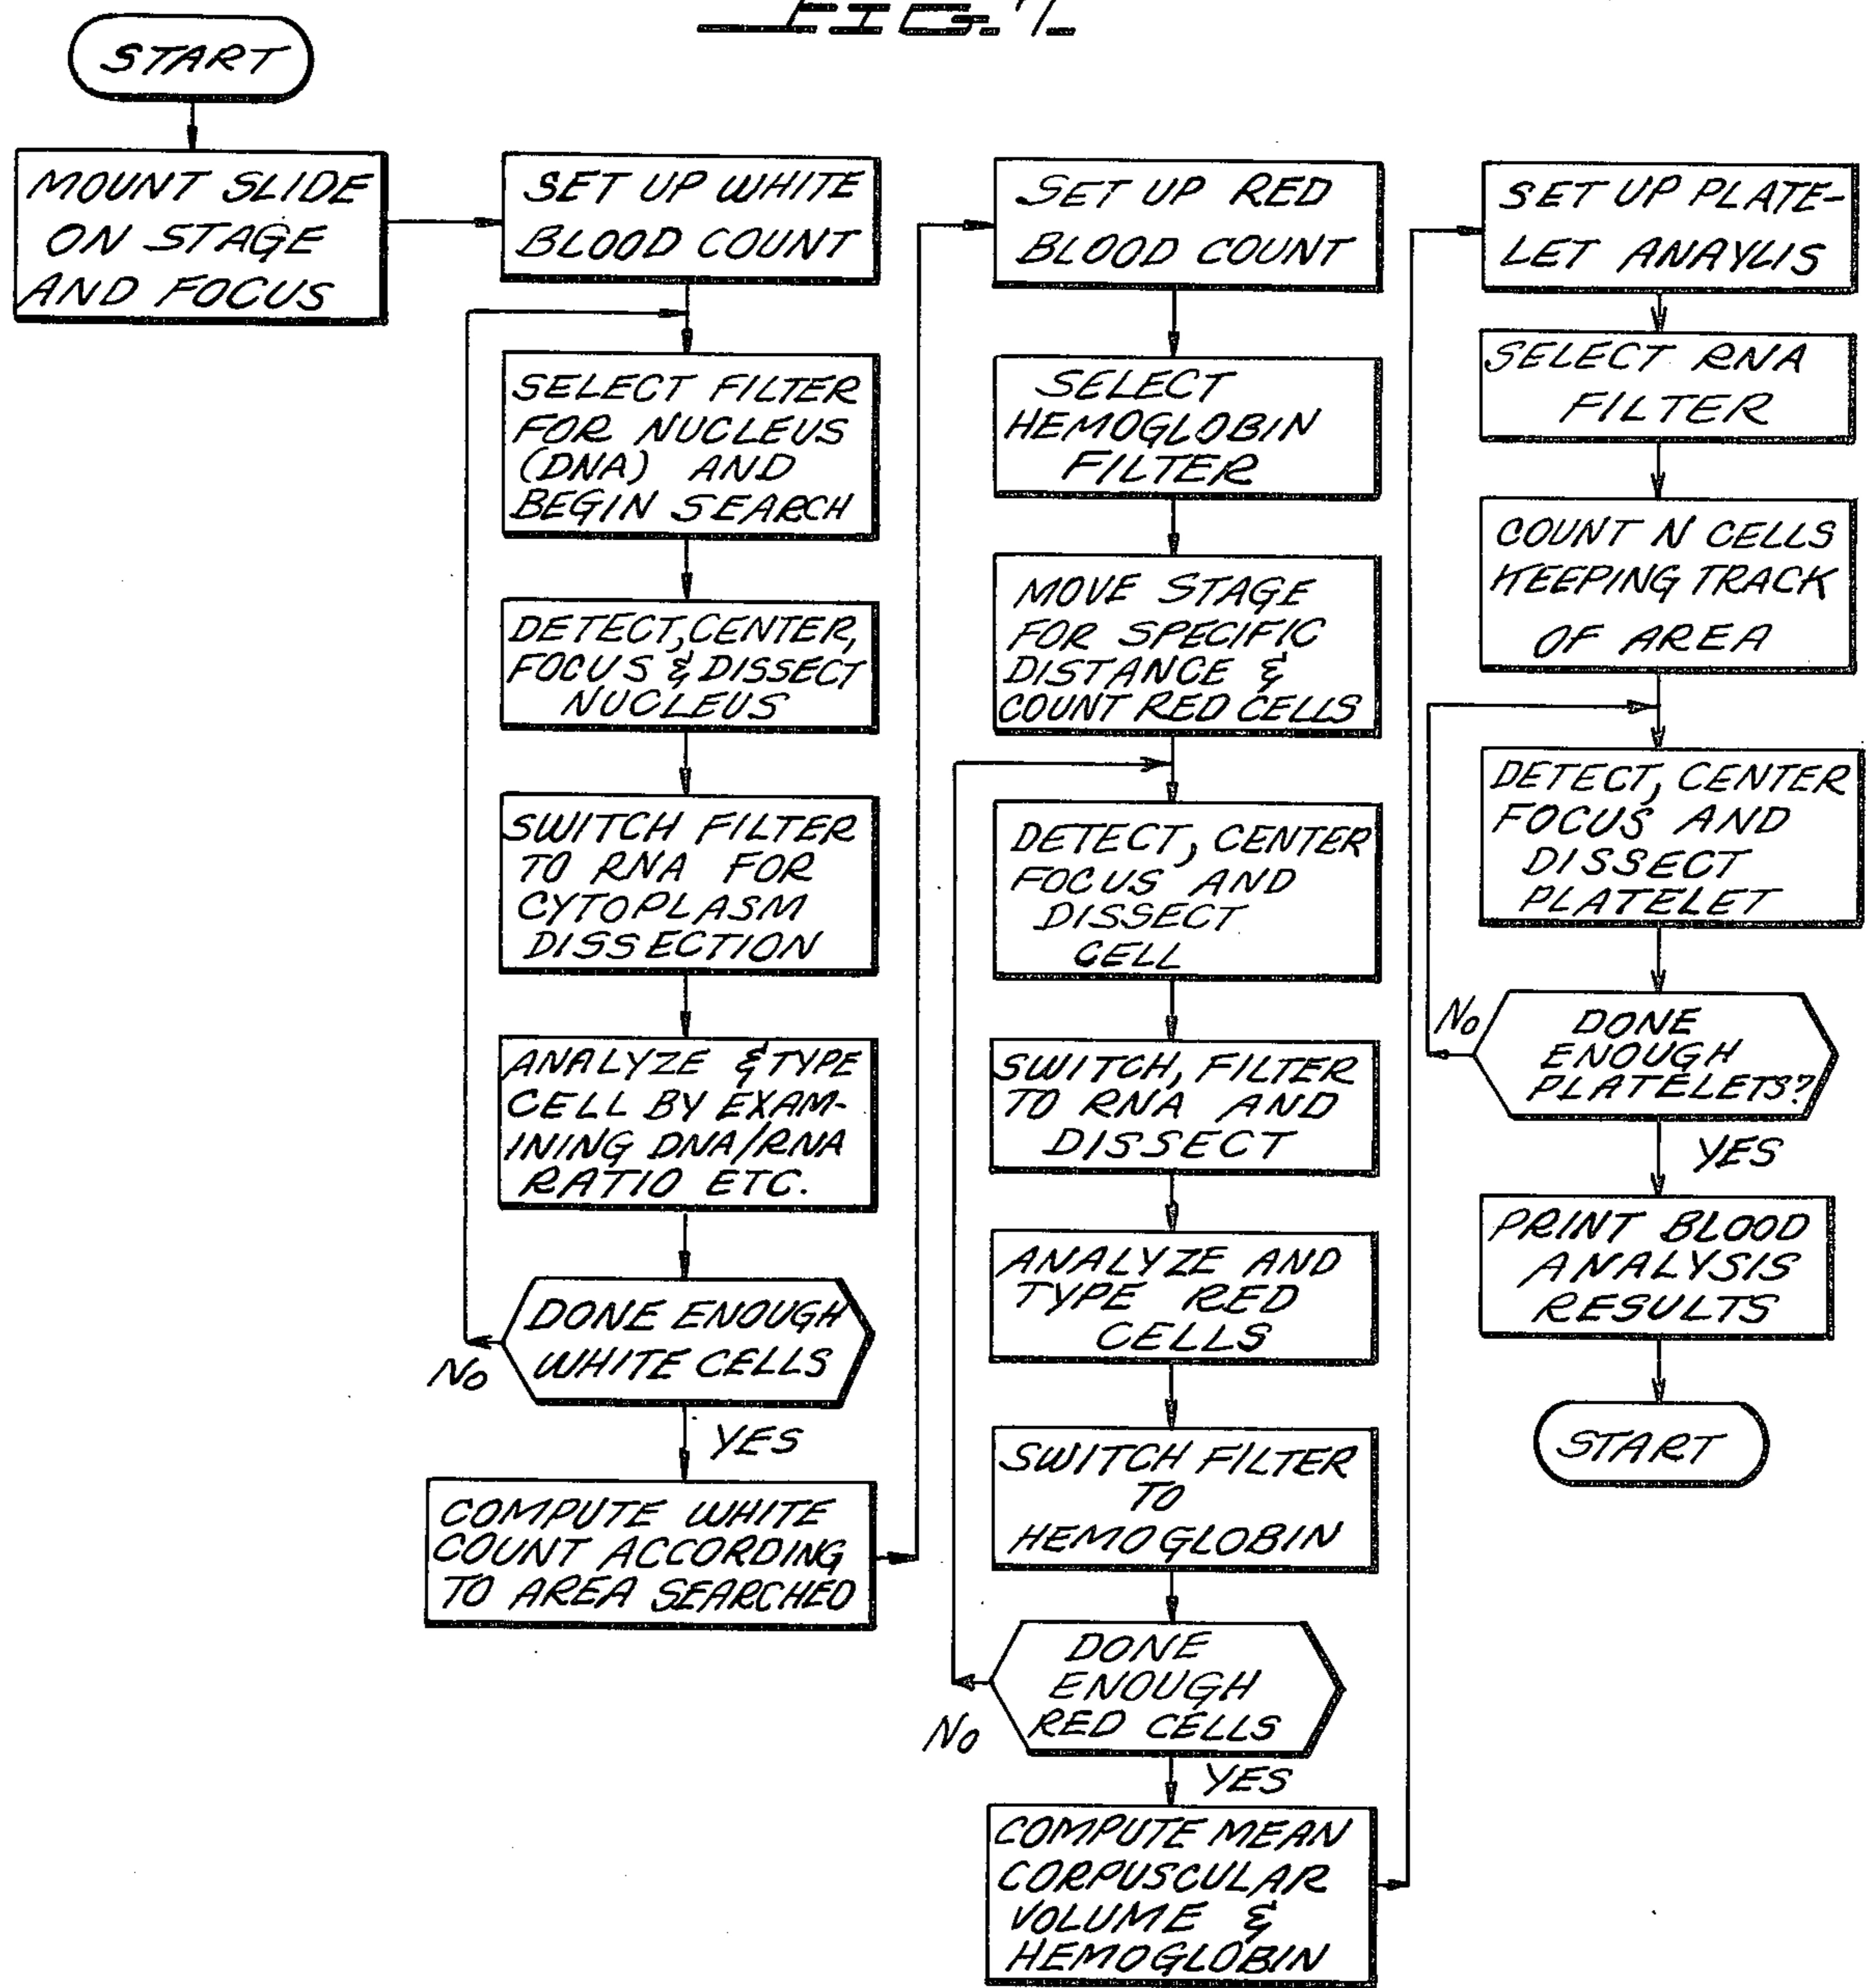 FIG. 7.
START
MOUNT SLIDE
ON STAGE
AND FOCUS
SET UP WHITE
BLOOD COUNT
SELECT FILTER
FOR NUCLEUS
(DNA) AND
BEGIN SEARCH
DETECT, CENTER,
FOCUS & DISSECT
NUCLEUS
SWITCH FILTER
TO RNA FOR
CYTOPLASM
DISSECTION
ANALYZE & TYPE
CELL BY EXAM-
INING DNA/RNA
RATIO ETC.
DONE ENOUGH
WHITE CELLS
No
YES
COMPUTE WHITE
COUNT ACCORDING
TO AREA SEARCHED
SET UP RED
BLOOD COUNT
SELECT
HEMOGLOBIN
FILTER
MOVE STAGE
FOR SPECIFIC
DISTANCE &
COUNT RED CELLS
DETECT, CENTER
FOCUS AND
DISSECT
CELL
SWITCH, FILTER
TO RNA AND
DISSECT
ANALYZE AND
TYPE RED
CELLS
SWITCH FILTER
TO
HEMOGLOBIN
DONE
ENOUGH
RED CELLS
No
YES
COMPUTE MEAN
CORPUSCULAR
VOLUME &
HEMOGLOBIN
SET UP PLATE-
LET ANAYLIS
SELECT RNA
FILTER
COUNT N CELLS
KEEPING TRACK
OF AREA
DETECT, CENTER
FOCUS AND
DISSECT
PLATELET
No
DONE
ENOUGH
PLATELETS?
YES
PRINT BLOOD
ANALYSIS
RESULTS
START